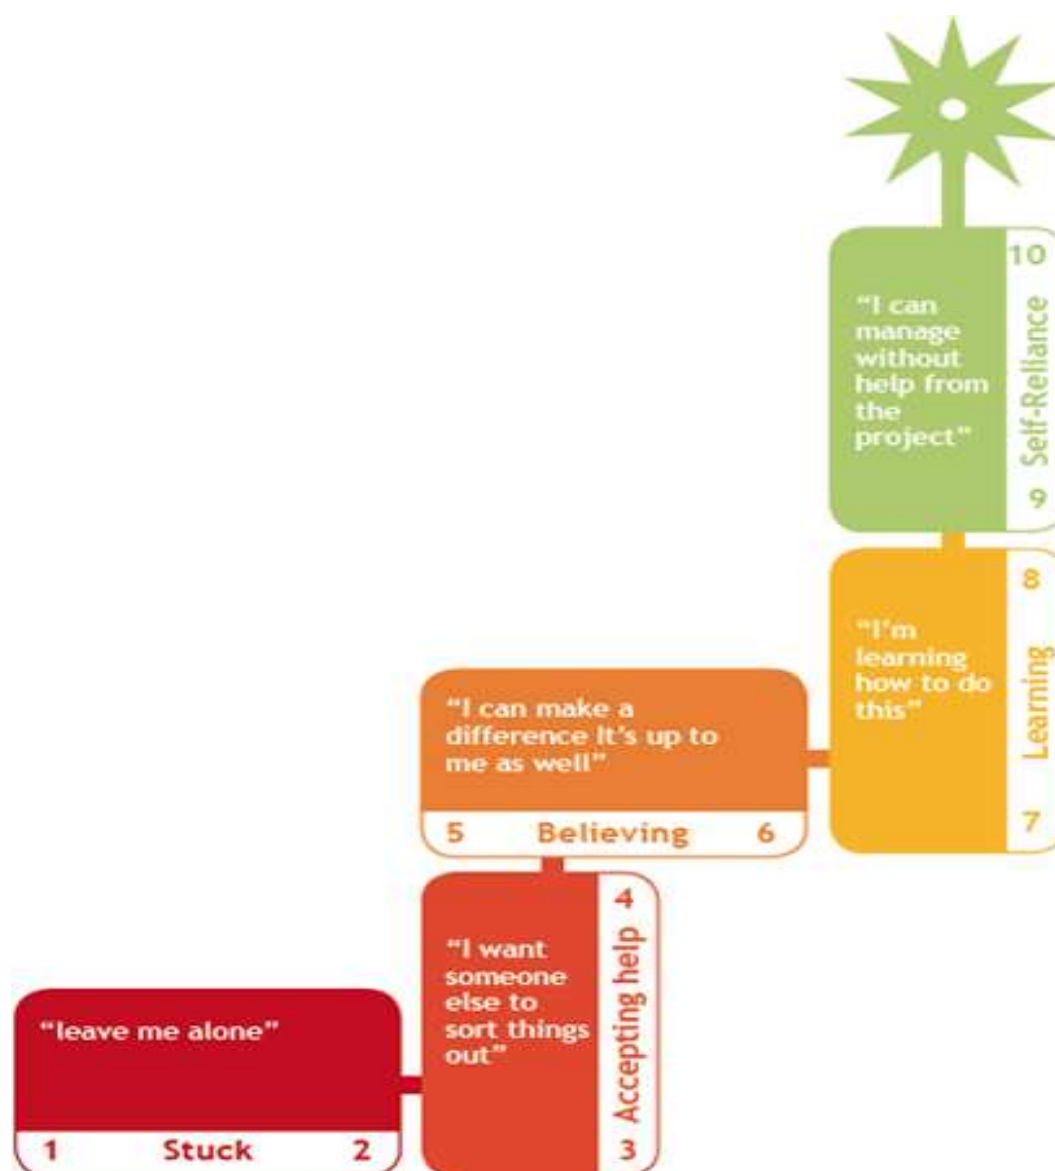 10
“I can
manage
without
help from
the
project”
Self-Reliance
9
8
“I'm
learning
how to do
this”
Learning
7
“I can make a
difference It's up to
me as well”
5 Believing 6
4
“I want
someone
else to
sort things
out”
Accepting help
3
“leave me alone”
1 Stuck 2